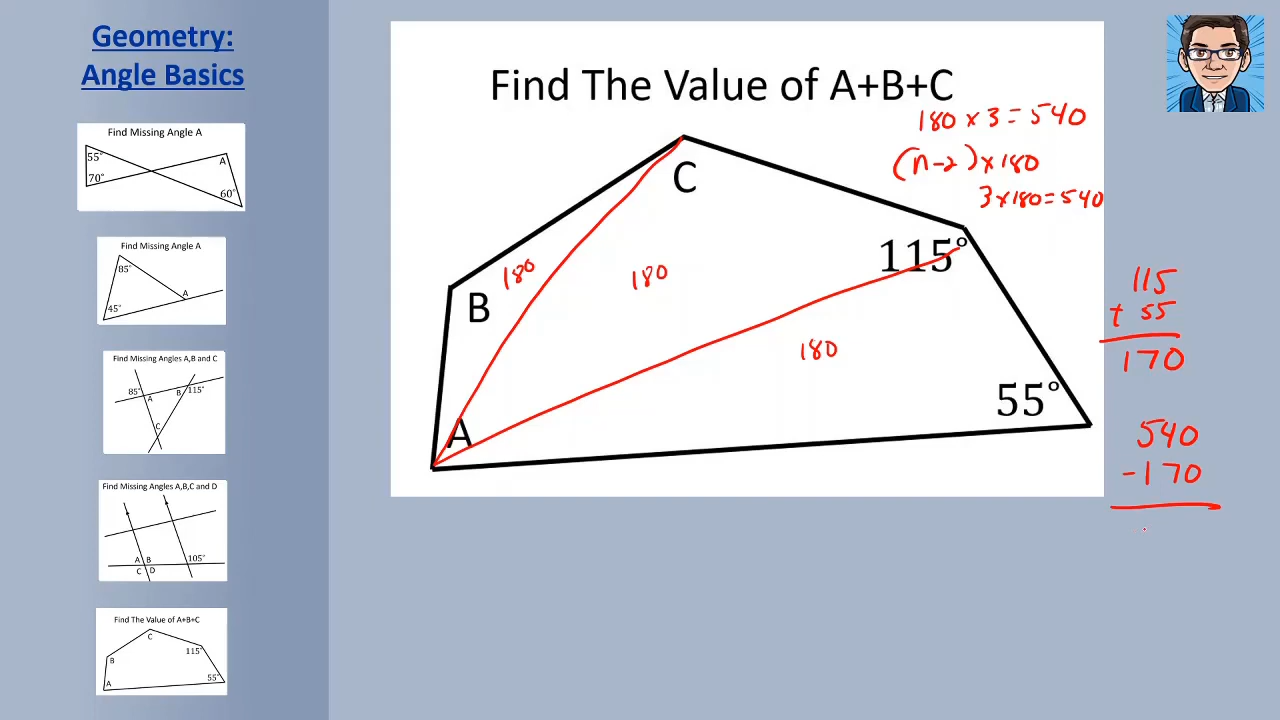 Geometry:
Angle Basics
Find Missing Angle A
55°
70°
A
60°
Find Missing Angle A
85°
45°
A
Find Missing Angles A,B and C
85°
A
B
115°
C
Find Missing Angles A,B,C and D
A B
C D
105°
Find The Value of A+B+C
C
115°
B
55°
A
Find The Value of A+B+C
180 × 3 = 540
(n-2) × 180
3 × 180 = 540
C
115°
B
A
55°
180
180
180
115
+ 55
170
540
-170